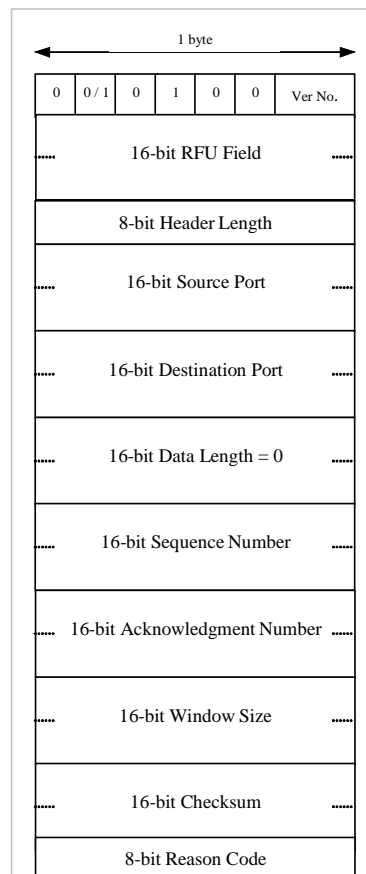 1 byte
0 0 / 1 0 1 0 0 Ver No.
16-bit RFU Field
8-bit Header Length
16-bit Source Port
16-bit Destination Port
16-bit Data Length = 0
16-bit Sequence Number
16-bit Acknowledgment Number
16-bit Window Size
16-bit Checksum
8-bit Reason Code